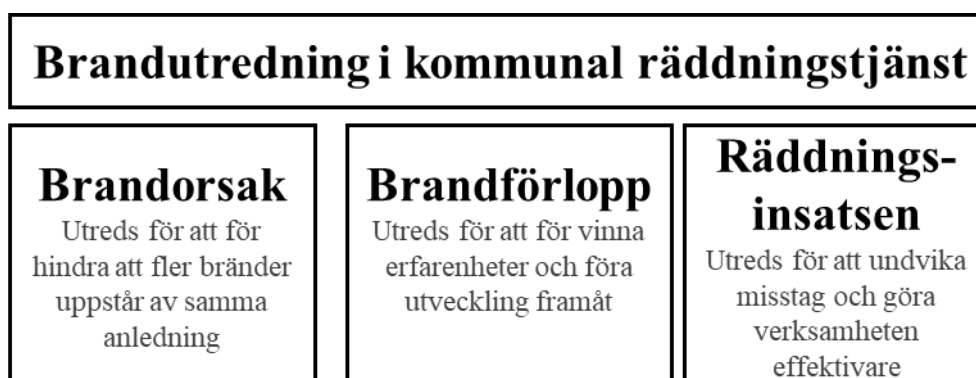 Brandutredning i kommunal räddningstjänst
Brandorsak
Utreds för att för
hindra att fler bränder
uppstår av samma
anledning
Brandförlopp
Utreds för att för vinna
erfarenheter och föra
utveckling framåt
Räddnings-
insatsen
Utreds för att undvika
misstag och göra
verksamheten
effektivare